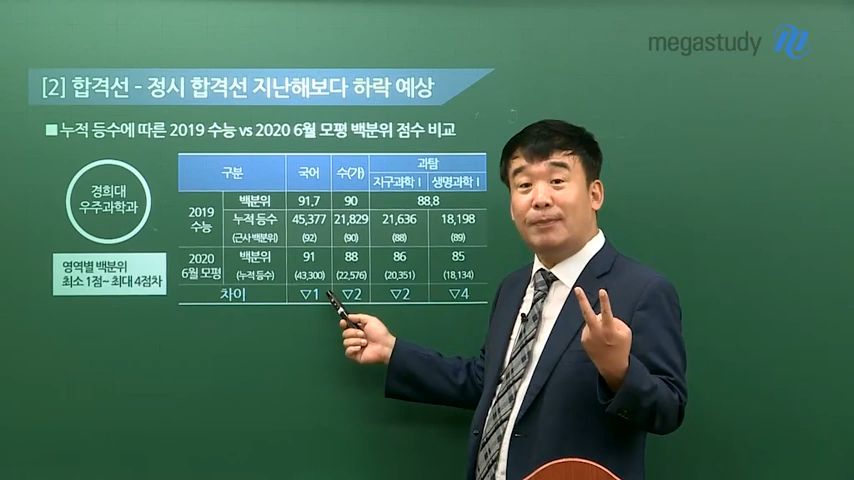 megastudy
[2] 합격선 - 정시 합격선 지난해보다 하락 예상
■ 누적 등수에 따른 2019 수능 vs 2020 6월 모평 백분위 점수 비교
경희대
우주과학과
영역별 백분위
최소 1점~ 최대 4점차
구분 국어 수(가) 과탐
지구과학Ⅰ 생명과학Ⅰ
2019 수능 백분위 91.7 90 88.8
누적 등수 45,377 21,829 21,636 18,198
(근사 백분위) (92) (90) (88) (89)
2020 6월 모평 백분위 91 88 86 85
(누적 등수) (43,300) (22,576) (20,351) (18,134)
차이 ▽1 ▽2 ▽2 ▽4